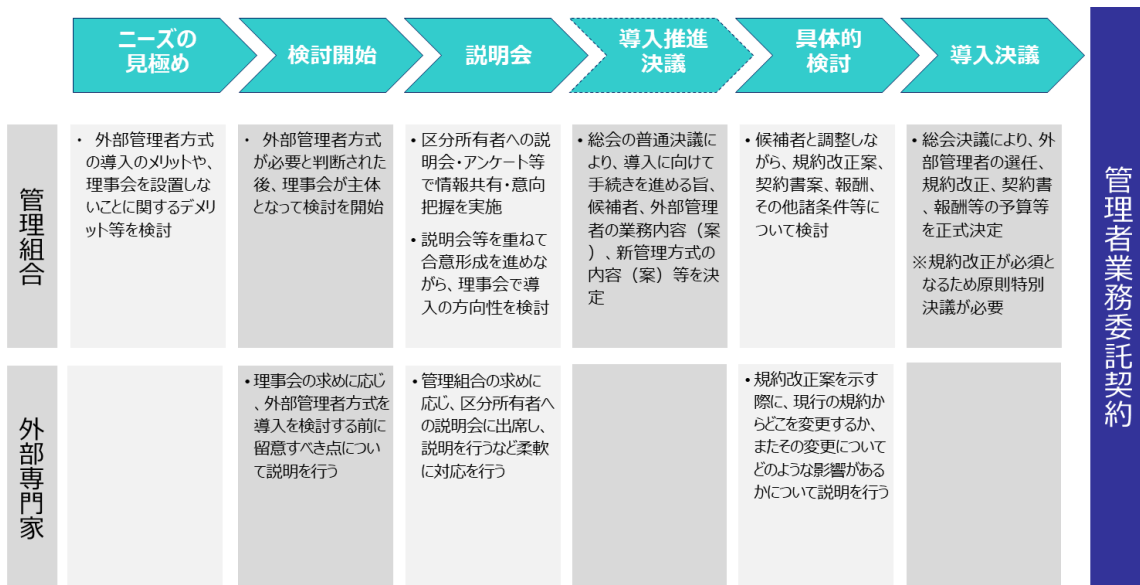 ニーズの
見極め
検討開始
説明会
導入推進
決議
具体的
検討
導入決議
管理組合
・ 外部管理者方式
の導入のメリットや、
理事会を設置しな
いことに関するデメリ
ット等を検討
・ 外部管理者方式
が必要と判断された
後、理事会が主体
となって検討を開始
• 区分所有者への説
明会・アンケート等
で情報共有・意向
把握を実施
• 説明会等を重ねて
合意形成を進めな
がら、理事会で導
入の方向性を検討
• 総会の普通決議に
より、導入に向けて
手続きを進める旨、
候補者、外部管理
者の業務内容（案
）、新管理方式の
内容（案）等を決
定
• 候補者と調整しな
がら、規約改正案、
契約書案、報酬、
その他諸条件等に
ついて検討
• 総会決議により、外
部管理者の選任、
規約改正、契約書
、報酬等の予算等
を正式決定
※規約改正が必須と
なるため原則特別
決議が必要
外部専門家
• 理事会の求めに応じ
、外部管理者方式を
導入を検討する前に
留意すべき点につい
て説明を行う
• 管理組合の求めに
応じ、区分所有者へ
の説明会に出席し、
説明を行うなど柔軟
に対応を行う
• 規約改正案を示す
際に、現行の規約か
らどこを変更するか、
またその変更について
どのような影響がある
かについて説明を行う
管理者業務委託契約